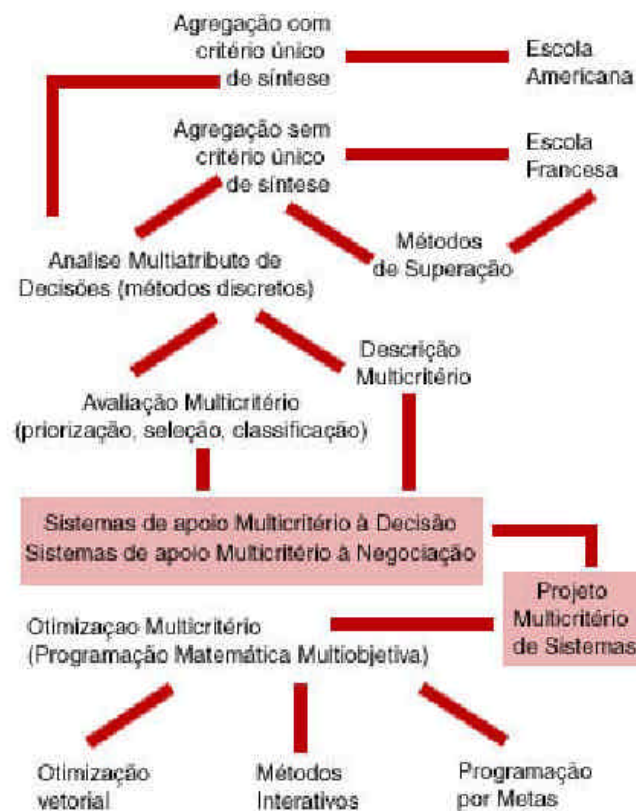 Agregação com
critério único
de síntese
Escola
Americana
Agregação sem
critério único
de síntese
Escola
Francesa
Métodos
de Superação
Analise Multiatributo de
Decisões (métodos discretos)
Descrição
Multicritério
Avaliação Multicritério
(priorização, seleção, classificação)
Sistemas de apoio Multicritério à Decisão
Sistemas de apoio Multicritério à Negociação
Projeto
Multicritério
de Sistemas
Otimizaçao Multicritério
(Programação Matemática Multiobjetiva)
Otimização
vetorial
Métodos
Interativos
Programação
por Metas